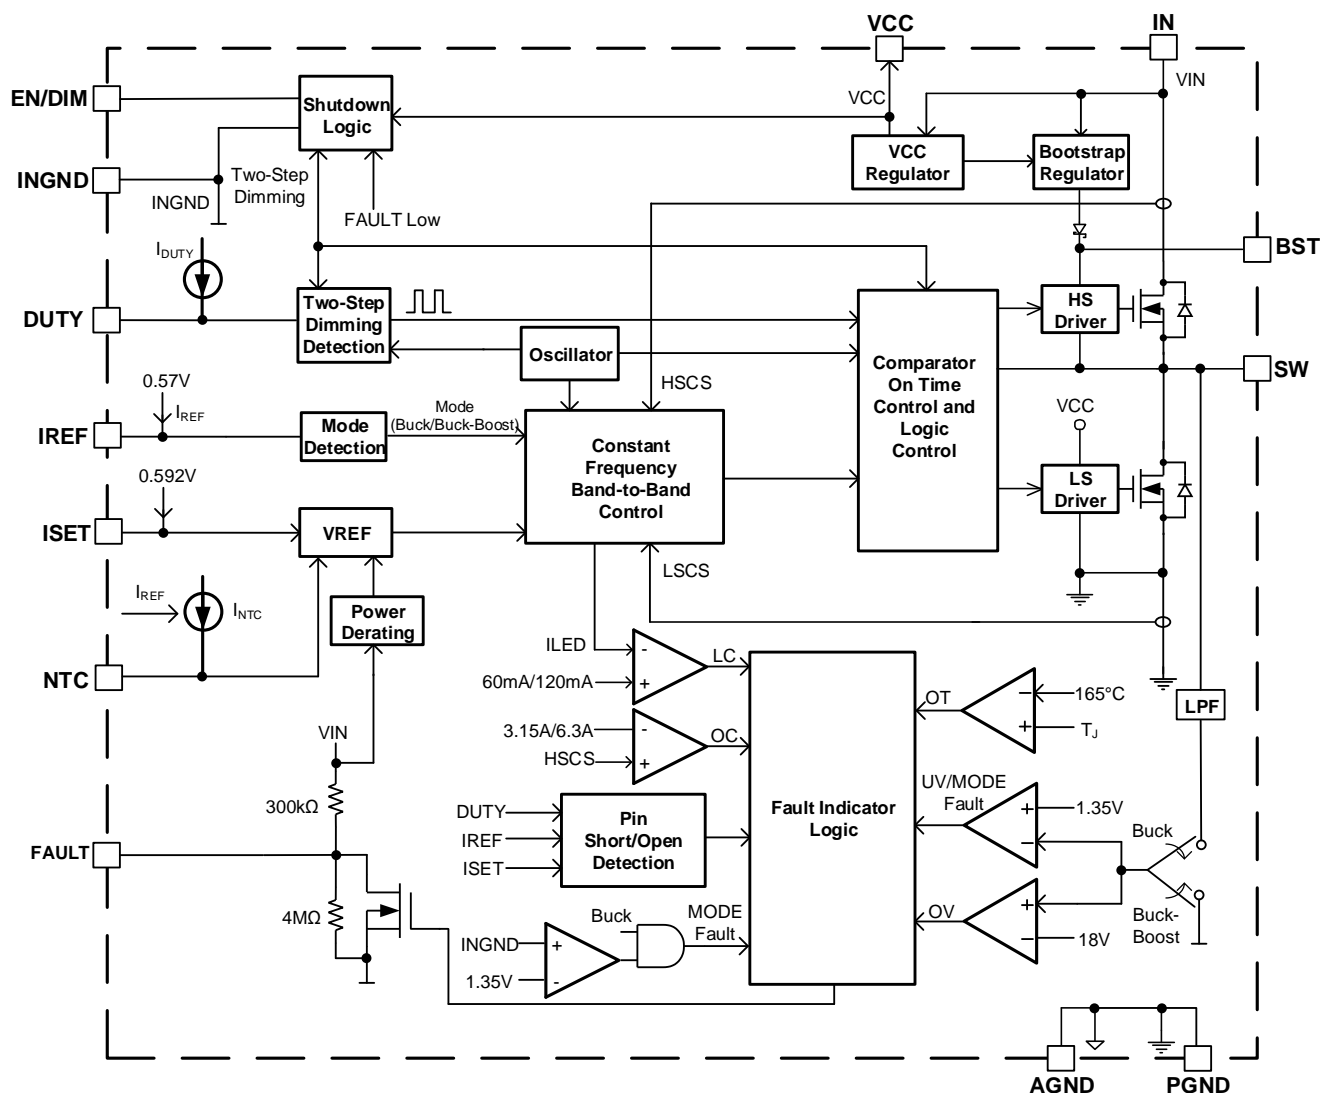 VCC
IN
VIN
EN/DIM
Shutdown
Logic
VCC
VCC
Regulator
Bootstrap
Regulator
INGND
INGND
Two-Step
Dimming
FAULT Low
BST
IDUTY
DUTY
Two-Step
Dimming
Detection
Oscillator
HS
Driver
SW
HSCS
Comparator
On Time
Control and
Logic
Control
0.57V
IREF
IREF
Mode
Detection
Mode
(Buck/Buck-Boost)
Constant
Frequency
Band-to-Band
Control
VCC
LS
Driver
0.592V
ISET
VREF
LSCS
IREF
INTC
Power
Derating
NTC
ILED
-
60mA/120mA
+
LC
3.15A/6.3A
-
HSCS
+
OC
OT
−
165°C
+
TJ
LPF
VIN
300kΩ
FAULT
4MΩ
DUTY
IREF
ISET
Pin
Short/Open
Detection
Fault Indicator
Logic
UV/MODE
Fault
+
1.35V
−
Buck
Buck-
Boost
OV
+
−
18V
Buck
MODE
Fault
INGND
+
1.35V
-
AGND
PGND